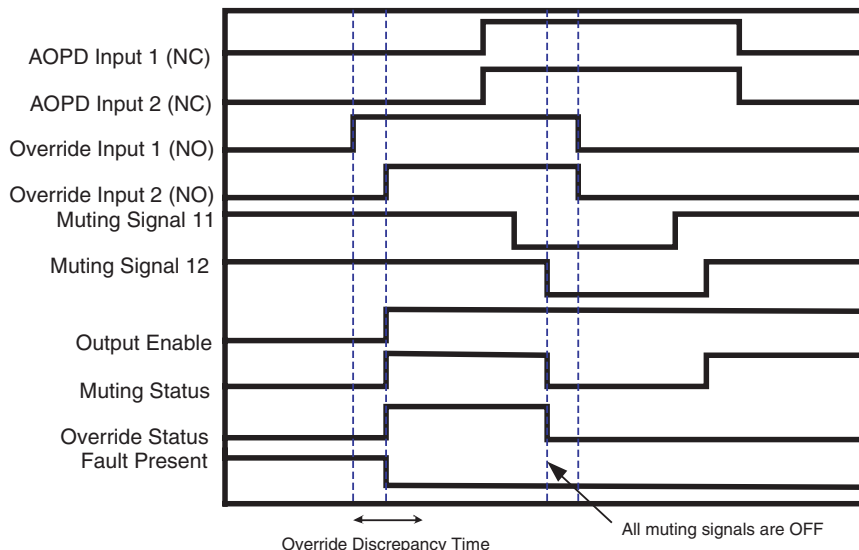 AOPD Input 1 (NC)
AOPD Input 2 (NC)
Override Input 1 (NO)
Override Input 2 (NO)
Muting Signal 11
Muting Signal 12
Output Enable
Muting Status
Override Status
Fault Present
All muting signals are OFF
Override Discrepancy Time